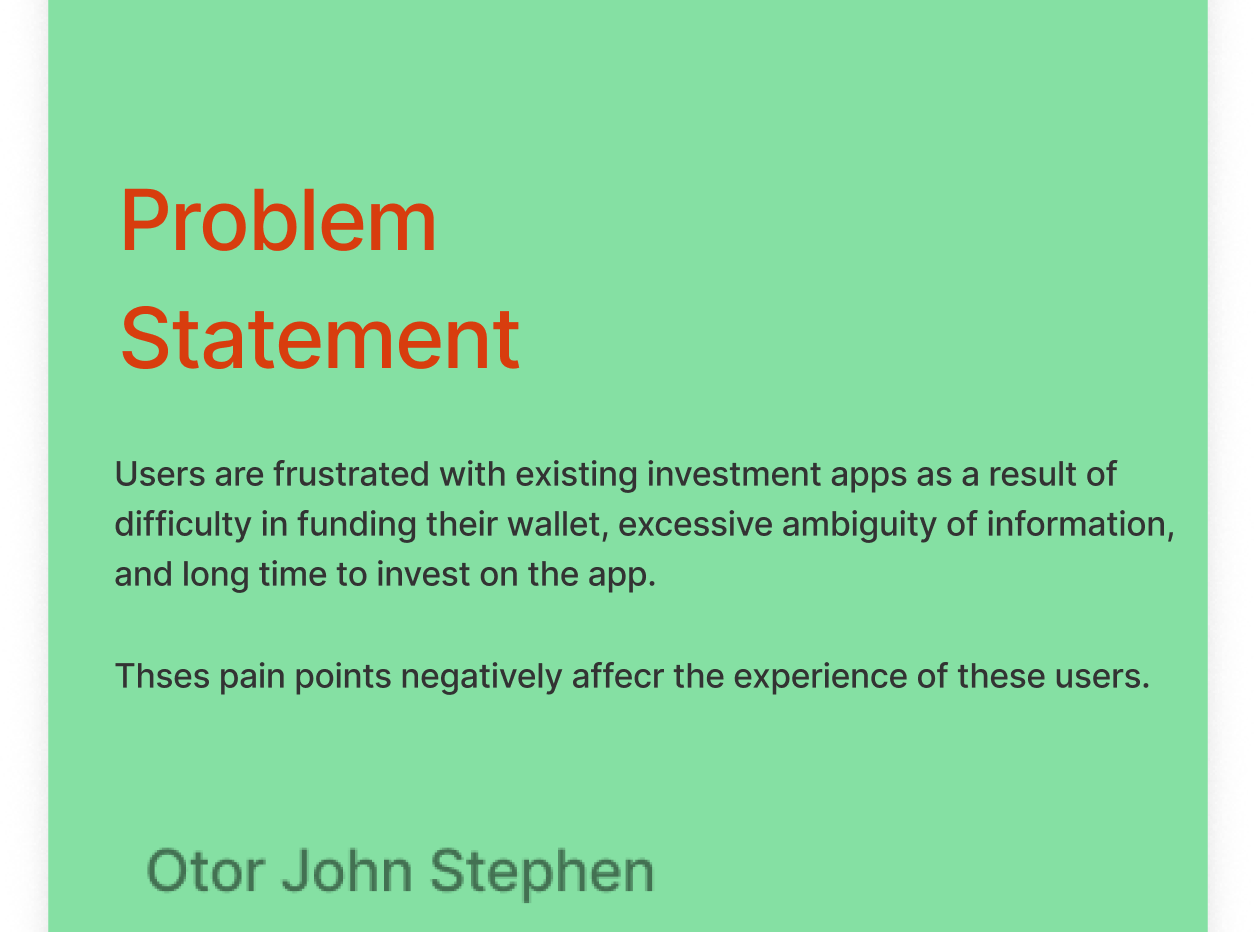 Problem
Statement
Users are frustrated with existing investment apps as a result of
difficulty in funding their wallet, excessive ambiguity of information,
and long time to invest on the app.
Thses pain points negatively affecr the experience of these users.
Otor John Stephen